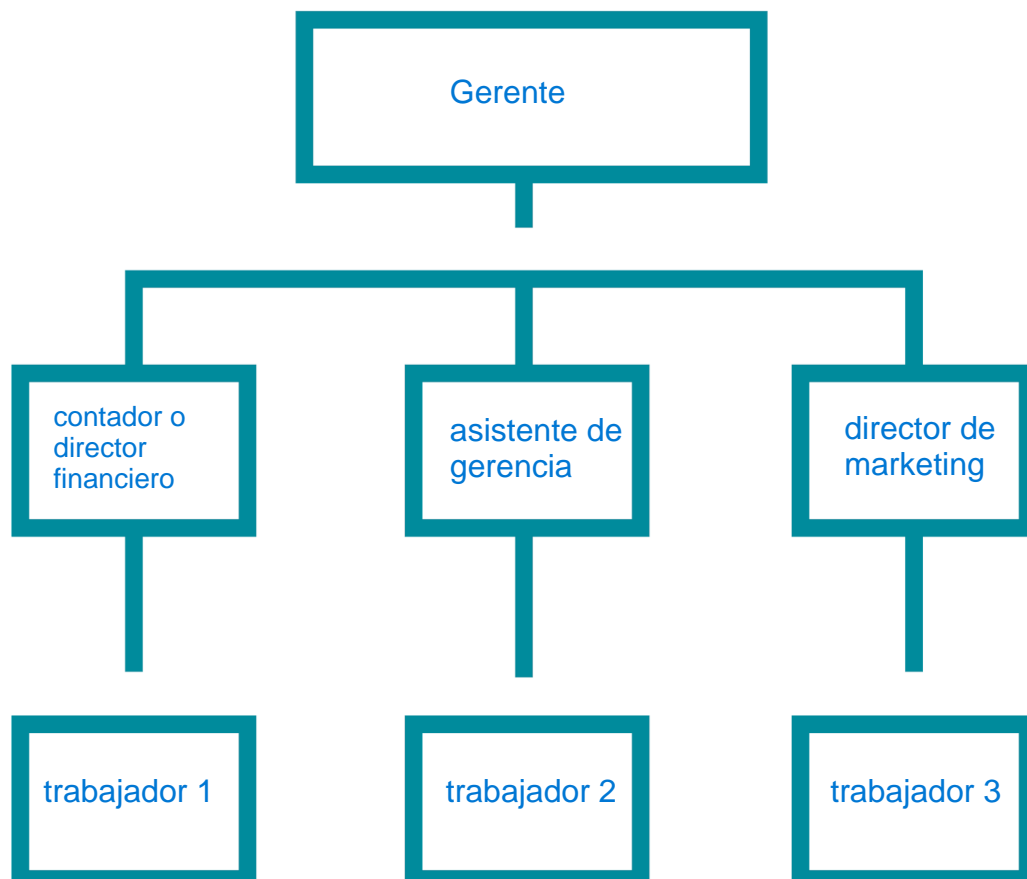 Gerente
contador o
director
financiero
asistente de
gerencia
director de
marketing
trabajador 1
trabajador 2
trabajador 3